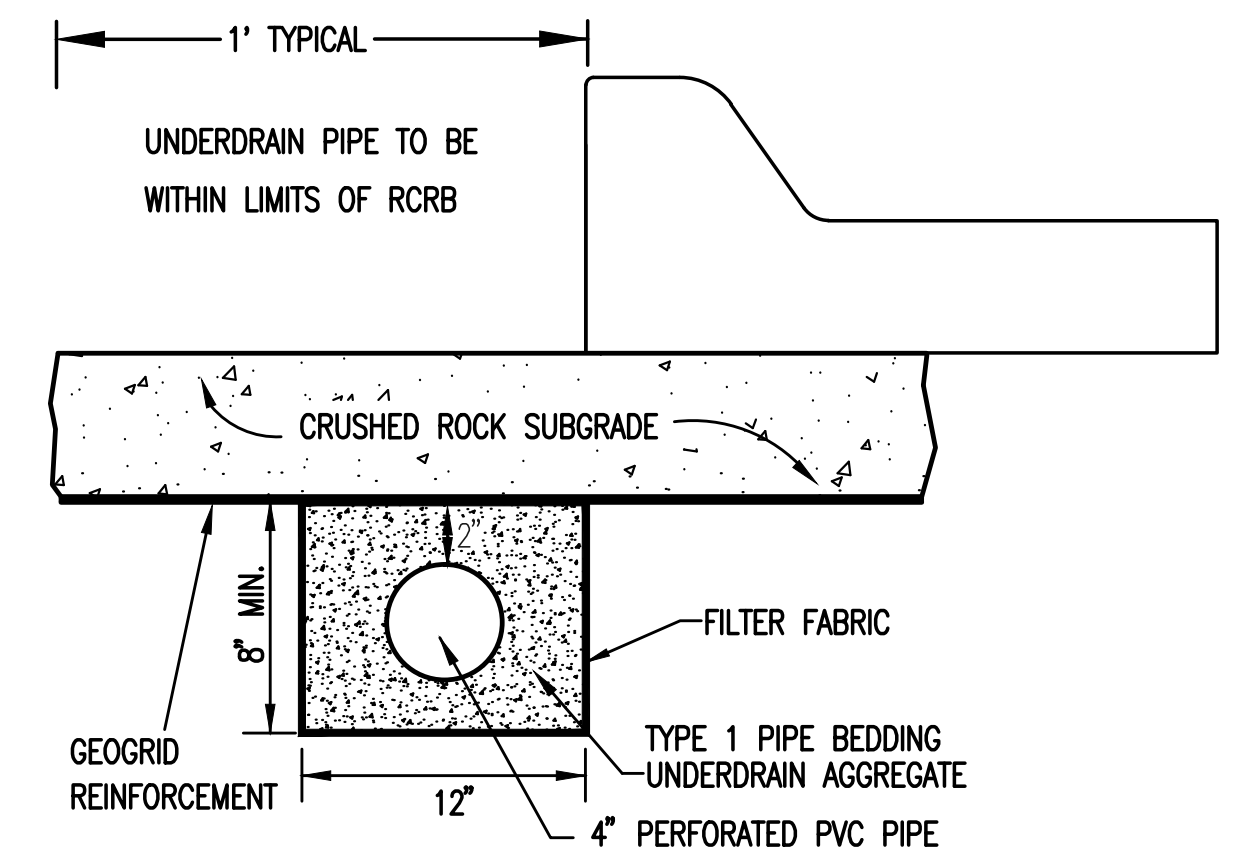 1' TYPICAL
UNDERDRAIN PIPE TO BE
WITHIN LIMITS OF RCRB
CRUSHED ROCK SUBGRADE
2"
8" MIN.
FILTER FABRIC
GEOGRID
REINFORCEMENT
TYPE 1 PIPE BEDDING
UNDERDRAIN AGGREGATE
12"
4" PERFORATED PVC PIPE